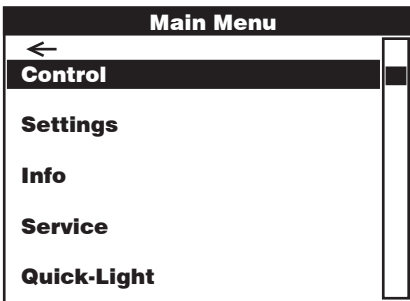 Main Menu
←
Control
Settings
Info
Service
Quick-Light